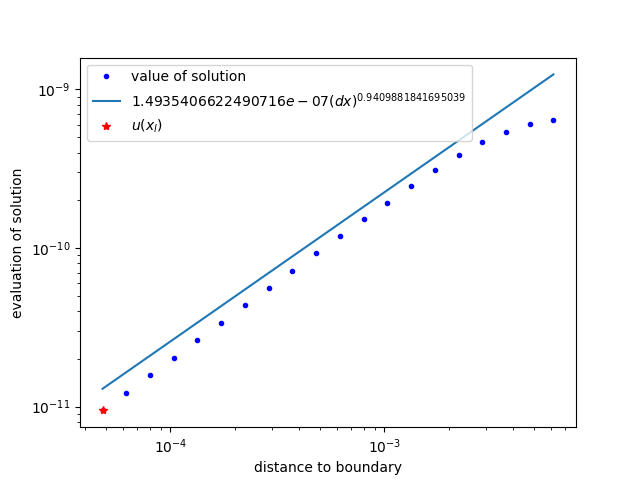 value of solution
1.4935406622490716e − 07(dx)^0.9409881841695039
u(x_l)
10^−9
10^−10
10^−11
evaluation of solution
10^−4
10^−3
distance to boundary